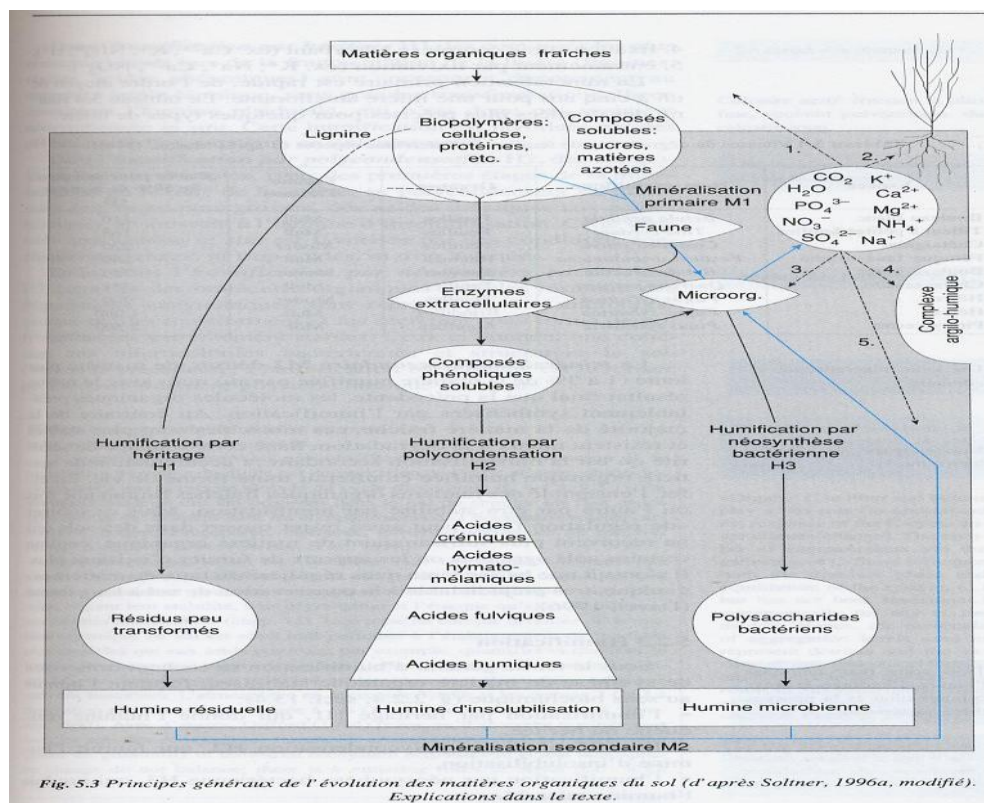 Matières organiques fraîches
Lignine
Biopolymères:
cellulose,
protéines,
etc.
Composés
solubles:
sucres,
matières
azotées
Minéralisation
primaire M1
Faune
1.
2.
CO₂ K⁺
H₂O Ca²⁺
PO₄³⁻ Mg²⁺
NO₃⁻ NH₄⁺
SO₄²⁻ Na⁺
3.
4.
5.
Enzymes
extracellulaires
Microorg.
Complexe
argilo-humique
Composés
phénoliques
solubles
Humification par
héritage
H1
Humification par
polycondensation
H2
Humification par
néosynthèse
bactérienne
H3
Acides
créniques
Acides
hymato-
mélaniques
Acides fulviques
Acides humiques
Résidus peu
transformés
Polysaccharides
bactériens
Humine résiduelle
Humine d'insolubilisation
Humine microbienne
Minéralisation secondaire M2
Fig. 5.3 Principes généraux de l'évolution des matières organiques du sol (d'après Soltner, 1996a, modifié).
Explications dans le texte.